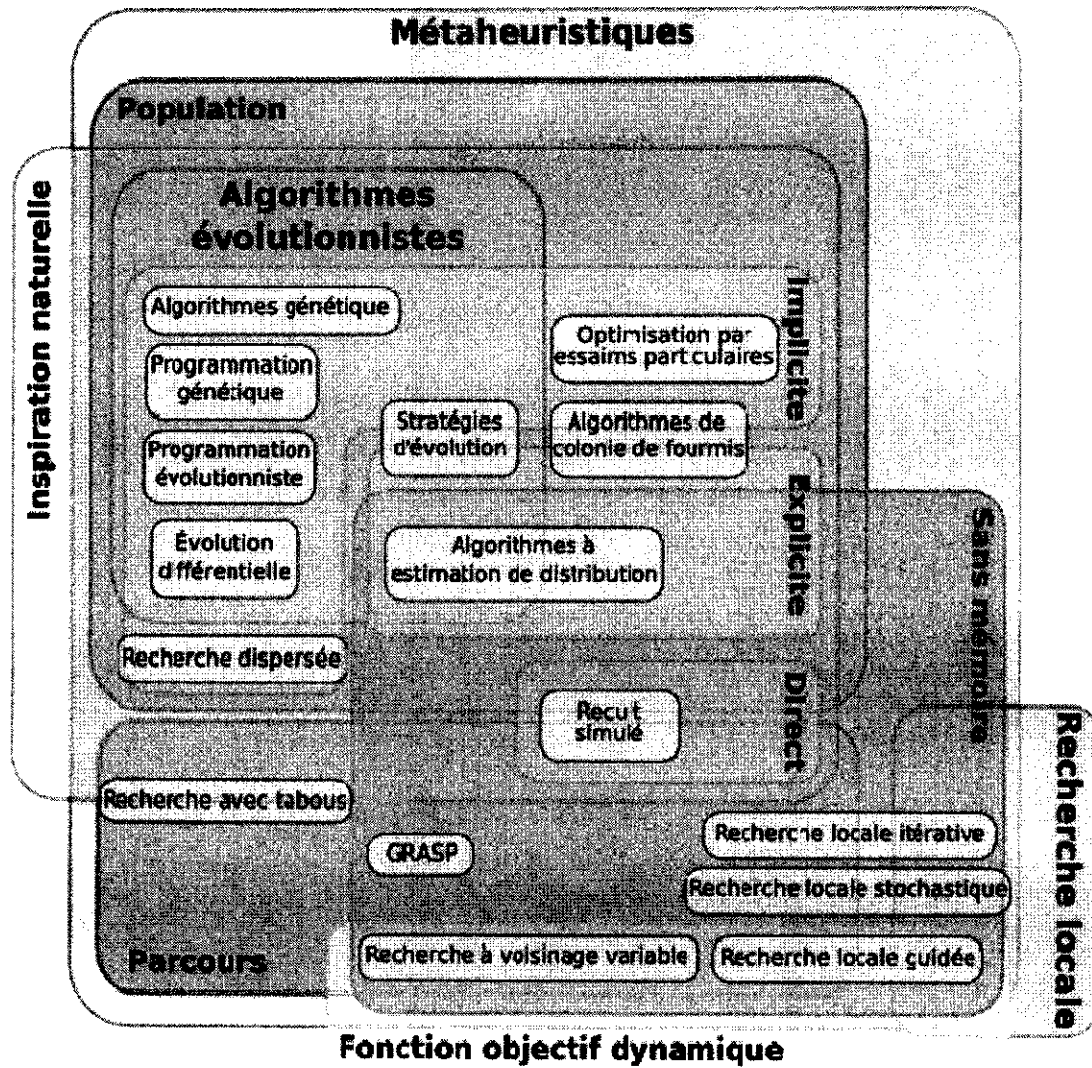 Métaheuristiques
Population
Inspiration naturelle
Algorithmes
évolutionnistes
Implicite
Algorithmes génétique
Optimisation par
essaims part culaires
Programmation
génétique
Stratégies
d'évolution
Algorithmes de
colonie de fourmis
Programmation
évolutionniste
Explicite
Sans mémoire
Évolution
différentielle
Algorithmes à
estimation de distribution
Recherche dispersée
Direct
Recuit
simulé
Recherche locale
Recherche avec tabous
GRASP
Recherche locale itérative
Recherche locale stochastique
Parcours
Recherche à voisinage variable
Recherche locale guidée
Fonction objectif dynamique